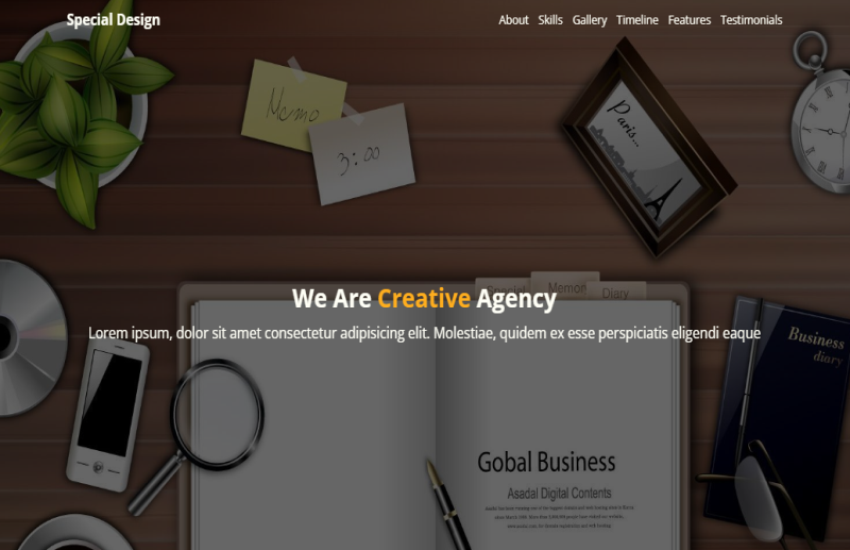 Special Design
About Skills Gallery Timeline Features Testimonials
Memo
3:00
Paris...
Special
Memor
Diary
We Are Creative Agency
Lorem ipsum, dolor sit amet consectetur adipisicing elit. Molestiae, quidem ex esse perspiciatis eligendi eaque
Business
diary
Gobal Business
Asadal Digital Contents